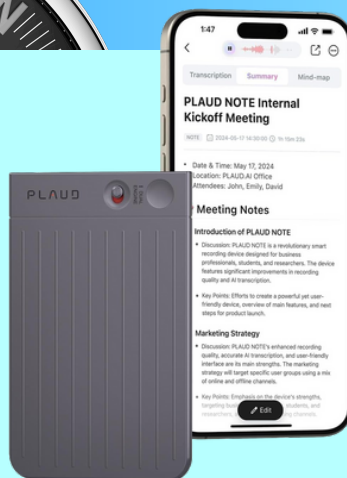 1:47
Transcription Summary Mind-map
PLAUD NOTE Internal
Kickoff Meeting
NOTE 2024-05-17 14:00:00 1h 10m 23s
• Date & Time: May 17, 2024
Location: PLAUD.AI Office
Attendees: John, Emily, David
Meeting Notes
Introduction of PLAUD NOTE
• Discussion: PLAUD NOTE is a revolutionary smart
recording device designed for business
professionals, students, and researchers. The device
features significant improvements in recording
quality and AI transcription.
• Key Points: Efforts to create a powerful yet user-
friendly device, overview of main features, and next
steps for product launch.
Marketing Strategy
• Discussion: PLAUD NOTE's enhanced recording
quality, accurate AI transcription, and user-friendly
interface are its main strengths. The marketing
strategy will target specific user groups using a mix
of online and offline channels.
• Key Points: Emphasis on the device's strengths,
targeting students, and
channels.
Edit
PLAUD